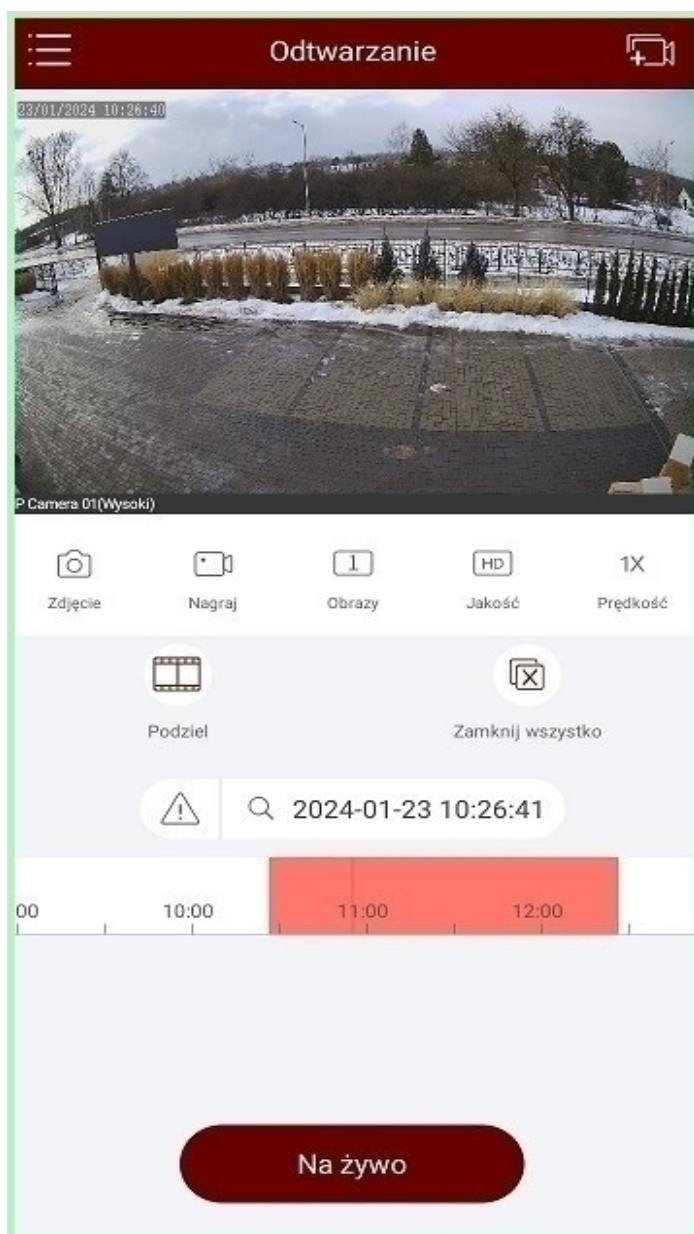 Odtwarzanie
23/01/2024 10:26:40
P Camera 01(Wysoki)
1
HD
1X
Zdjęcie
Nagraj
Obrazy
Jakość
Prędkość
Podziel
Zamknij wszystko
2024-01-23 10:26:41
00
10:00
11:00
12:00
Na żywo